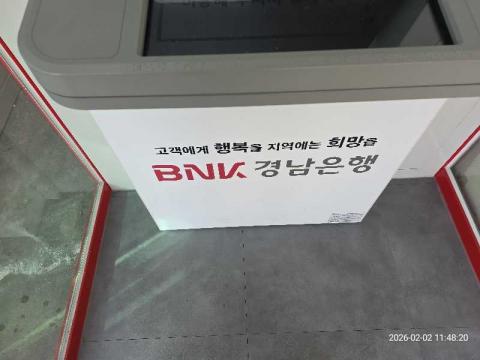 고객에게 행복을 지역에는 희망을
BNK 경남은행
2026-02-02 11:48:20